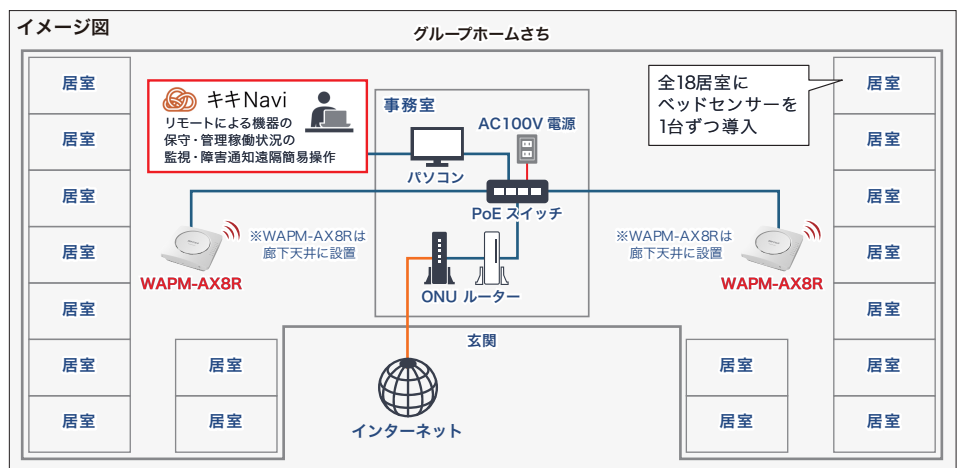 イメージ図
グループホームさち
居室
居室
居室
居室
居室
居室
居室
居室
居室
キキNavi
リモートによる機器の
保守・管理稼働状況の
監視・障害通知遠隔簡易操作
事務室
AC100V 電源
パソコン
PoE スイッチ
ONU ルーター
※WAPM-AX8Rは
廊下天井に設置
WAPM-AX8R
※WAPM-AX8Rは
廊下天井に設置
WAPM-AX8R
玄関
インターネット
全18居室に
ベッドセンサーを
1台ずつ導入
居室
居室
居室
居室
居室
居室
居室
居室
居室